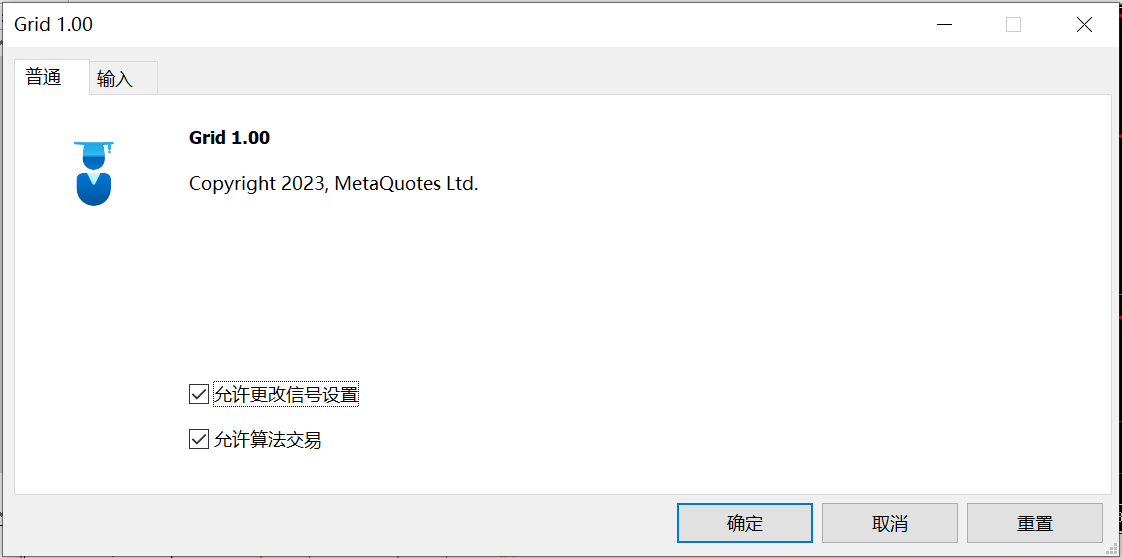 Grid 1.00
普通 输入
Grid 1.00
Copyright 2023, MetaQuotes Ltd.
允许更改信号设置
允许算法交易
确定 取消 重置